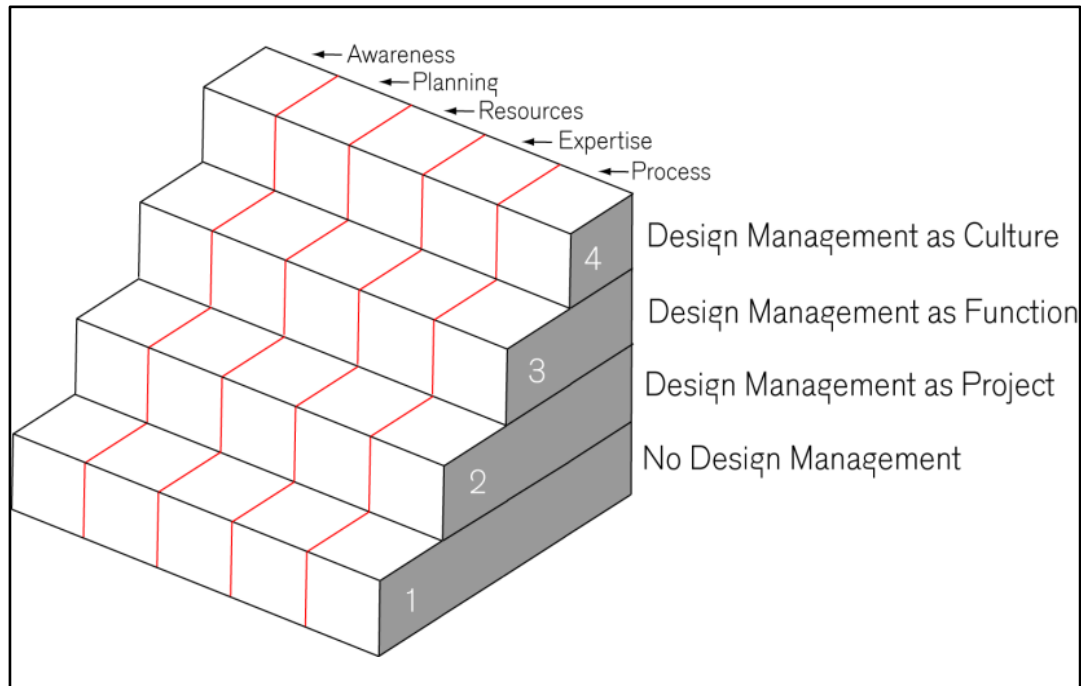 Awareness
Planning
Resources
Expertise
Process
4
Design Management as Culture
3
Design Management as Function
2
Design Management as Project
1
No Design Management